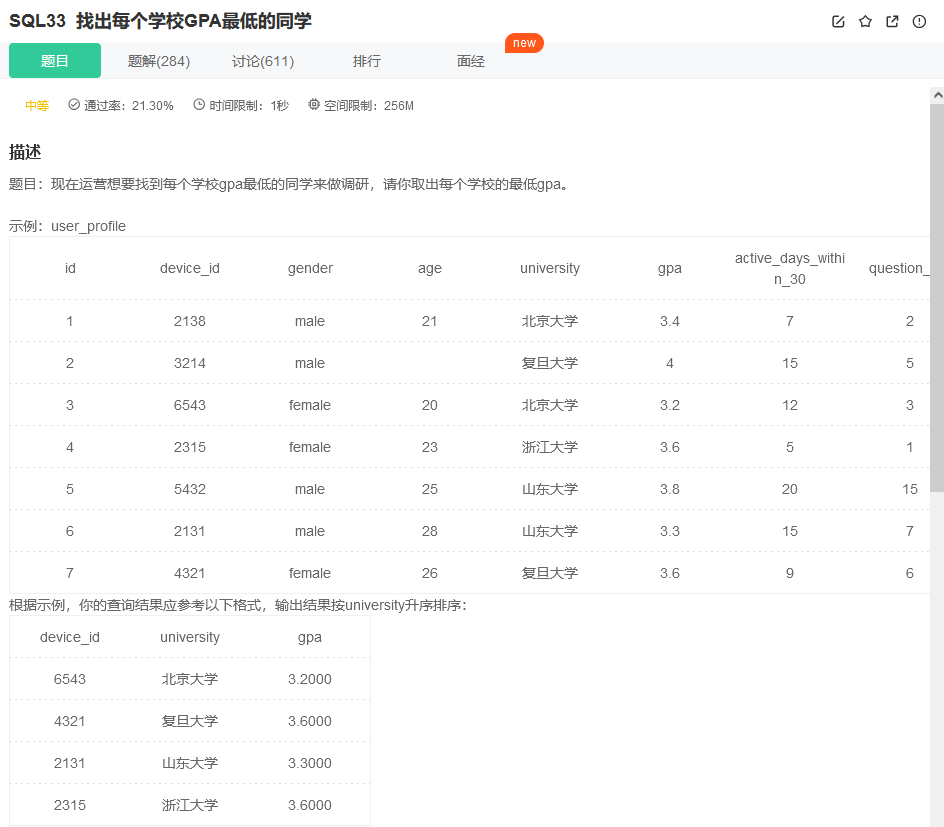 SQL33 找出每个学校GPA最低的同学
题目 题解(284) 讨论(611) 排行 面经 new
中等 通过率：21.30% 时间限制：1秒 空间限制：256M
描述
题目：现在运营想要找到每个学校gpa最低的同学来做调研，请你取出每个学校的最低gpa。
示例：user_profile
id device_id gender age university gpa active_days_withi question_
n_30
1 2138 male 21 北京大学 3.4 7 2
2 3214 male 复旦大学 4 15 5
3 6543 female 20 北京大学 3.2 12 3
4 2315 female 23 浙江大学 3.6 5 1
5 5432 male 25 山东大学 3.8 20 15
6 2131 male 28 山东大学 3.3 15 7
7 4321 female 26 复旦大学 3.6 9 6
根据示例，你的查询结果应参考以下格式，输出结果按university升序排序：
device_id university gpa
6543 北京大学 3.2000
4321 复旦大学 3.6000
2131 山东大学 3.3000
2315 浙江大学 3.6000